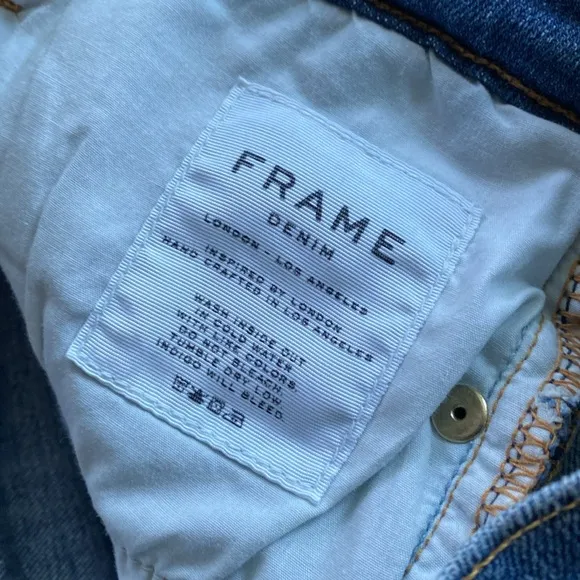 FRAME
DENIM
LONDON - LOS ANGELES
INSPIRED BY LONDON
HAND CRAFTED IN LOS ANGELES
WASH INSIDE OUT
IN COLD WATER
WITH LIKE COLORS.
DO NOT BLEACH.
TUMBLE DRY LOW.
INDIGO WILL BLEED.